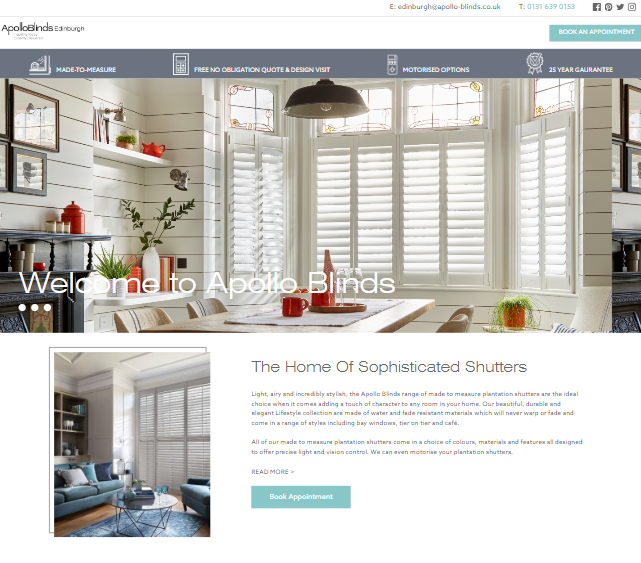 E: edinburgh@apollo-blinds.co.uk T: 0131 639 0153
ApolloBlinds Edinburgh
BOOK AN APPOINTMENT
MADE-TO-MEASURE FREE NO OBLIGATION QUOTE & DESIGN VISIT MOTORISED OPTIONS 25 YEAR GAURANTEE
Welcome to Apollo Blinds
The Home Of Sophisticated Shutters
Light, airy and incredibly stylish, the Apollo Blinds range of made to measure plantation shutters are the ideal
choice when it comes adding a touch of character to any room in your home. Our beautiful, durable and
elegant Lifestyle collection are made of water and fade resistant materials which will never warp or fade and
come in a range of styles including bay windows, tier on tier and café.
All of our made to measure plantation shutters come in a choice of colours, materials and features all designed
to offer precise light and vision control. We can even motorise your plantation shutters.
READ MORE >
Book Appointment